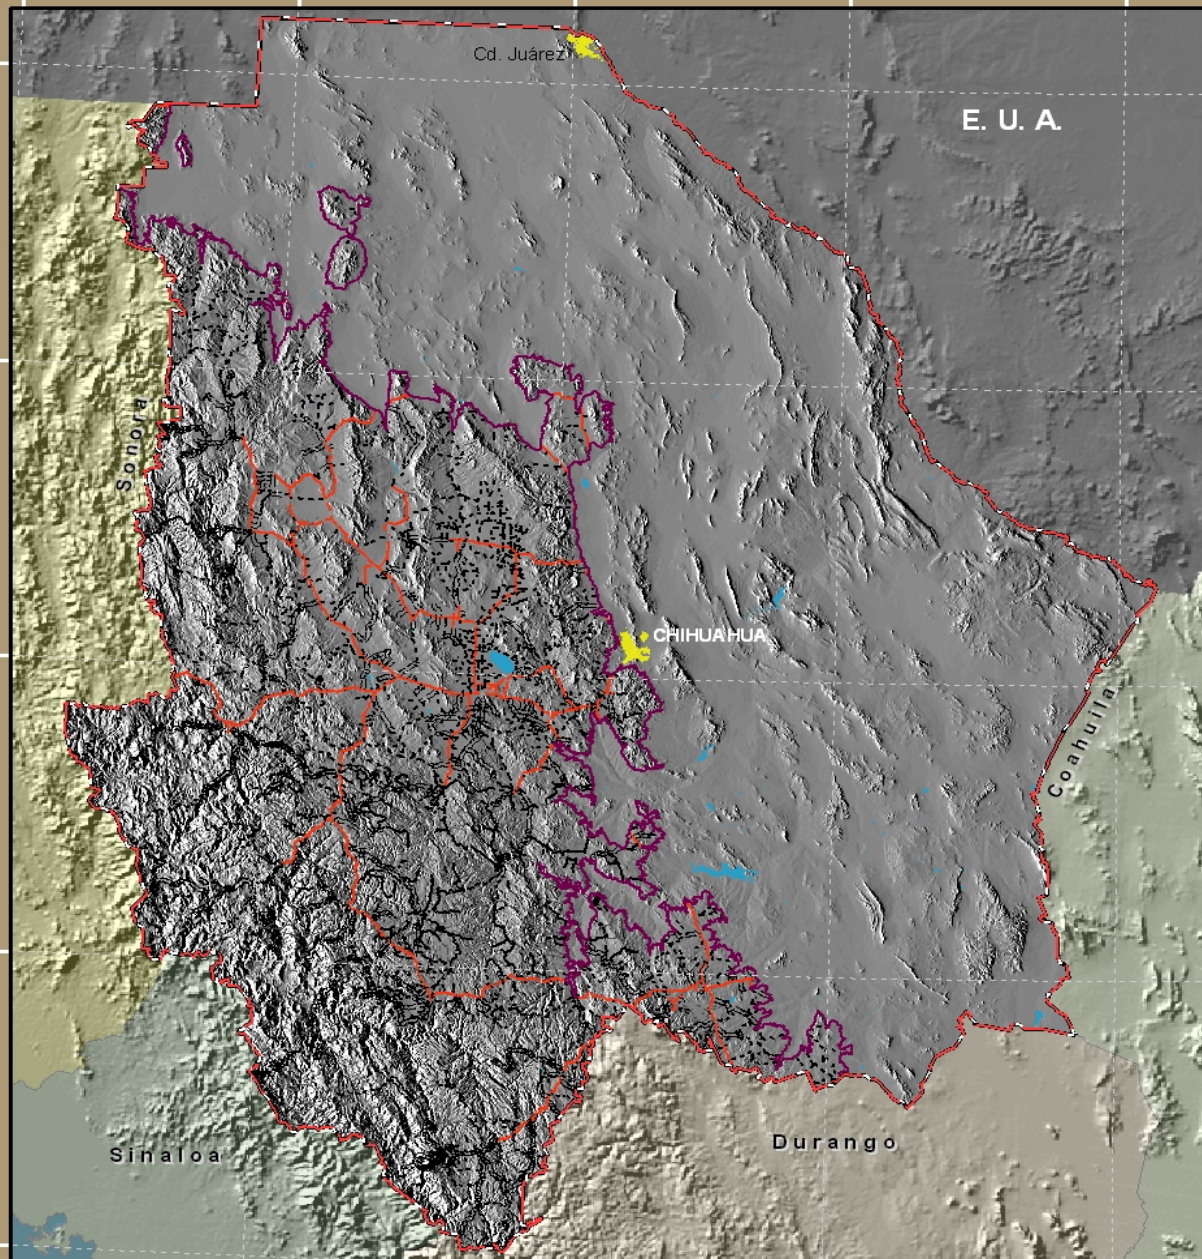 Cd. Juárez
E. U. A.
Sonora
CHIHUAHUA
Coahuila
Durango
Sinaloa